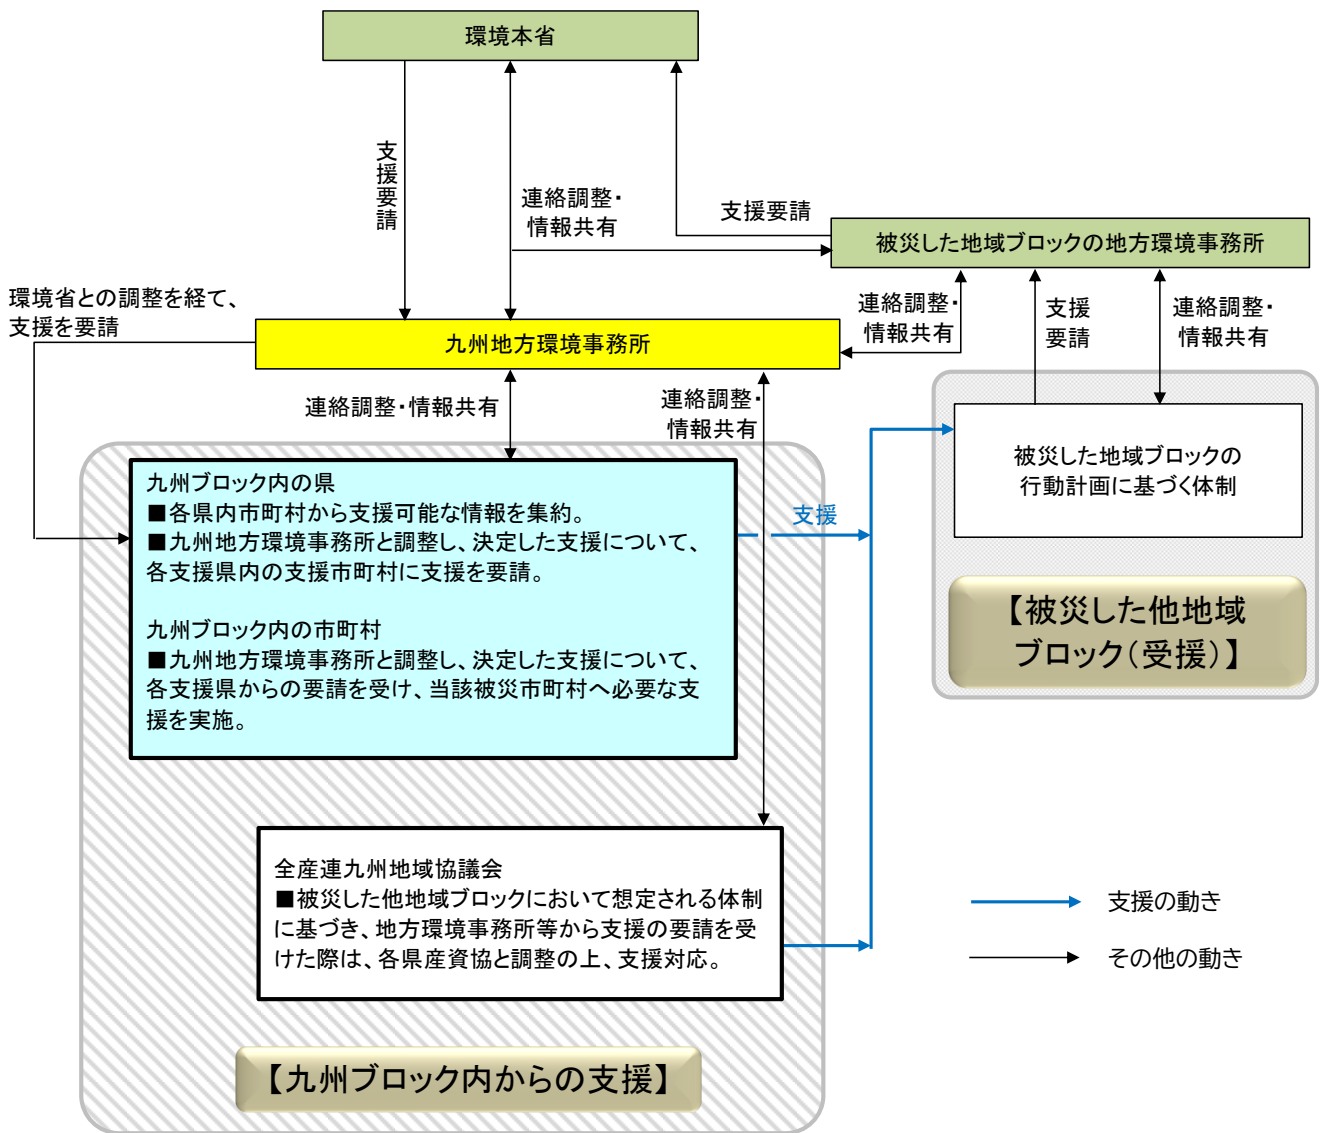 環境本省
支援要請
連絡調整・
情報共有
支援要請
被災した地域ブロックの地方環境事務所
環境省との調整を経て、
支援を要請
九州地方環境事務所
連絡調整・
情報共有
支援
要請
連絡調整・
情報共有
連絡調整・情報共有
連絡調整・
情報共有
九州ブロック内の県
■各県内市町村から支援可能な情報を集約。
■九州地方環境事務所と調整し、決定した支援について、
各支援県内の支援市町村に支援を要請。
九州ブロック内の市町村
■九州地方環境事務所と調整し、決定した支援について、
各支援県からの要請を受け、当該被災市町村へ必要な支
援を実施。
支援
被災した地域ブロックの
行動計画に基づく体制
【被災した他地域
ブロック（受援）】
全産連九州地域協議会
■被災した他地域ブロックにおいて想定される体制
に基づき、地方環境事務所等から支援の要請を受
けた際は、各県産資協と調整の上、支援対応。
支援の動き
その他の動き
【九州ブロック内からの支援】